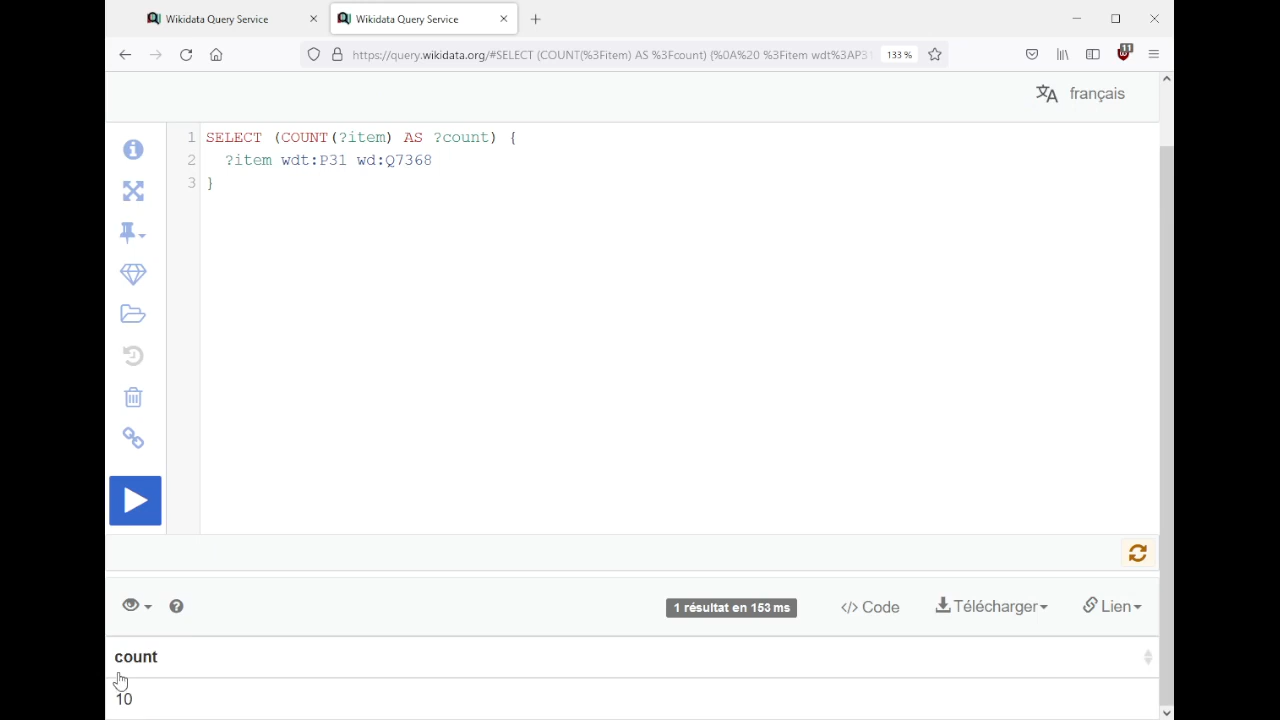 Wikidata Query Service
Wikidata Query Service
https://query.wikidata.org/#SELECT (COUNT(%3Fitem) AS %3Fcount) {%0A%20 %3Fitem wdt%3AP31
133 %
11
français
1 SELECT (COUNT(?item) AS ?count) {
2 ?item wdt:P31 wd:Q7368
3 }
1 résultat en 153 ms
</> Code
Télécharger
Lien
count
10